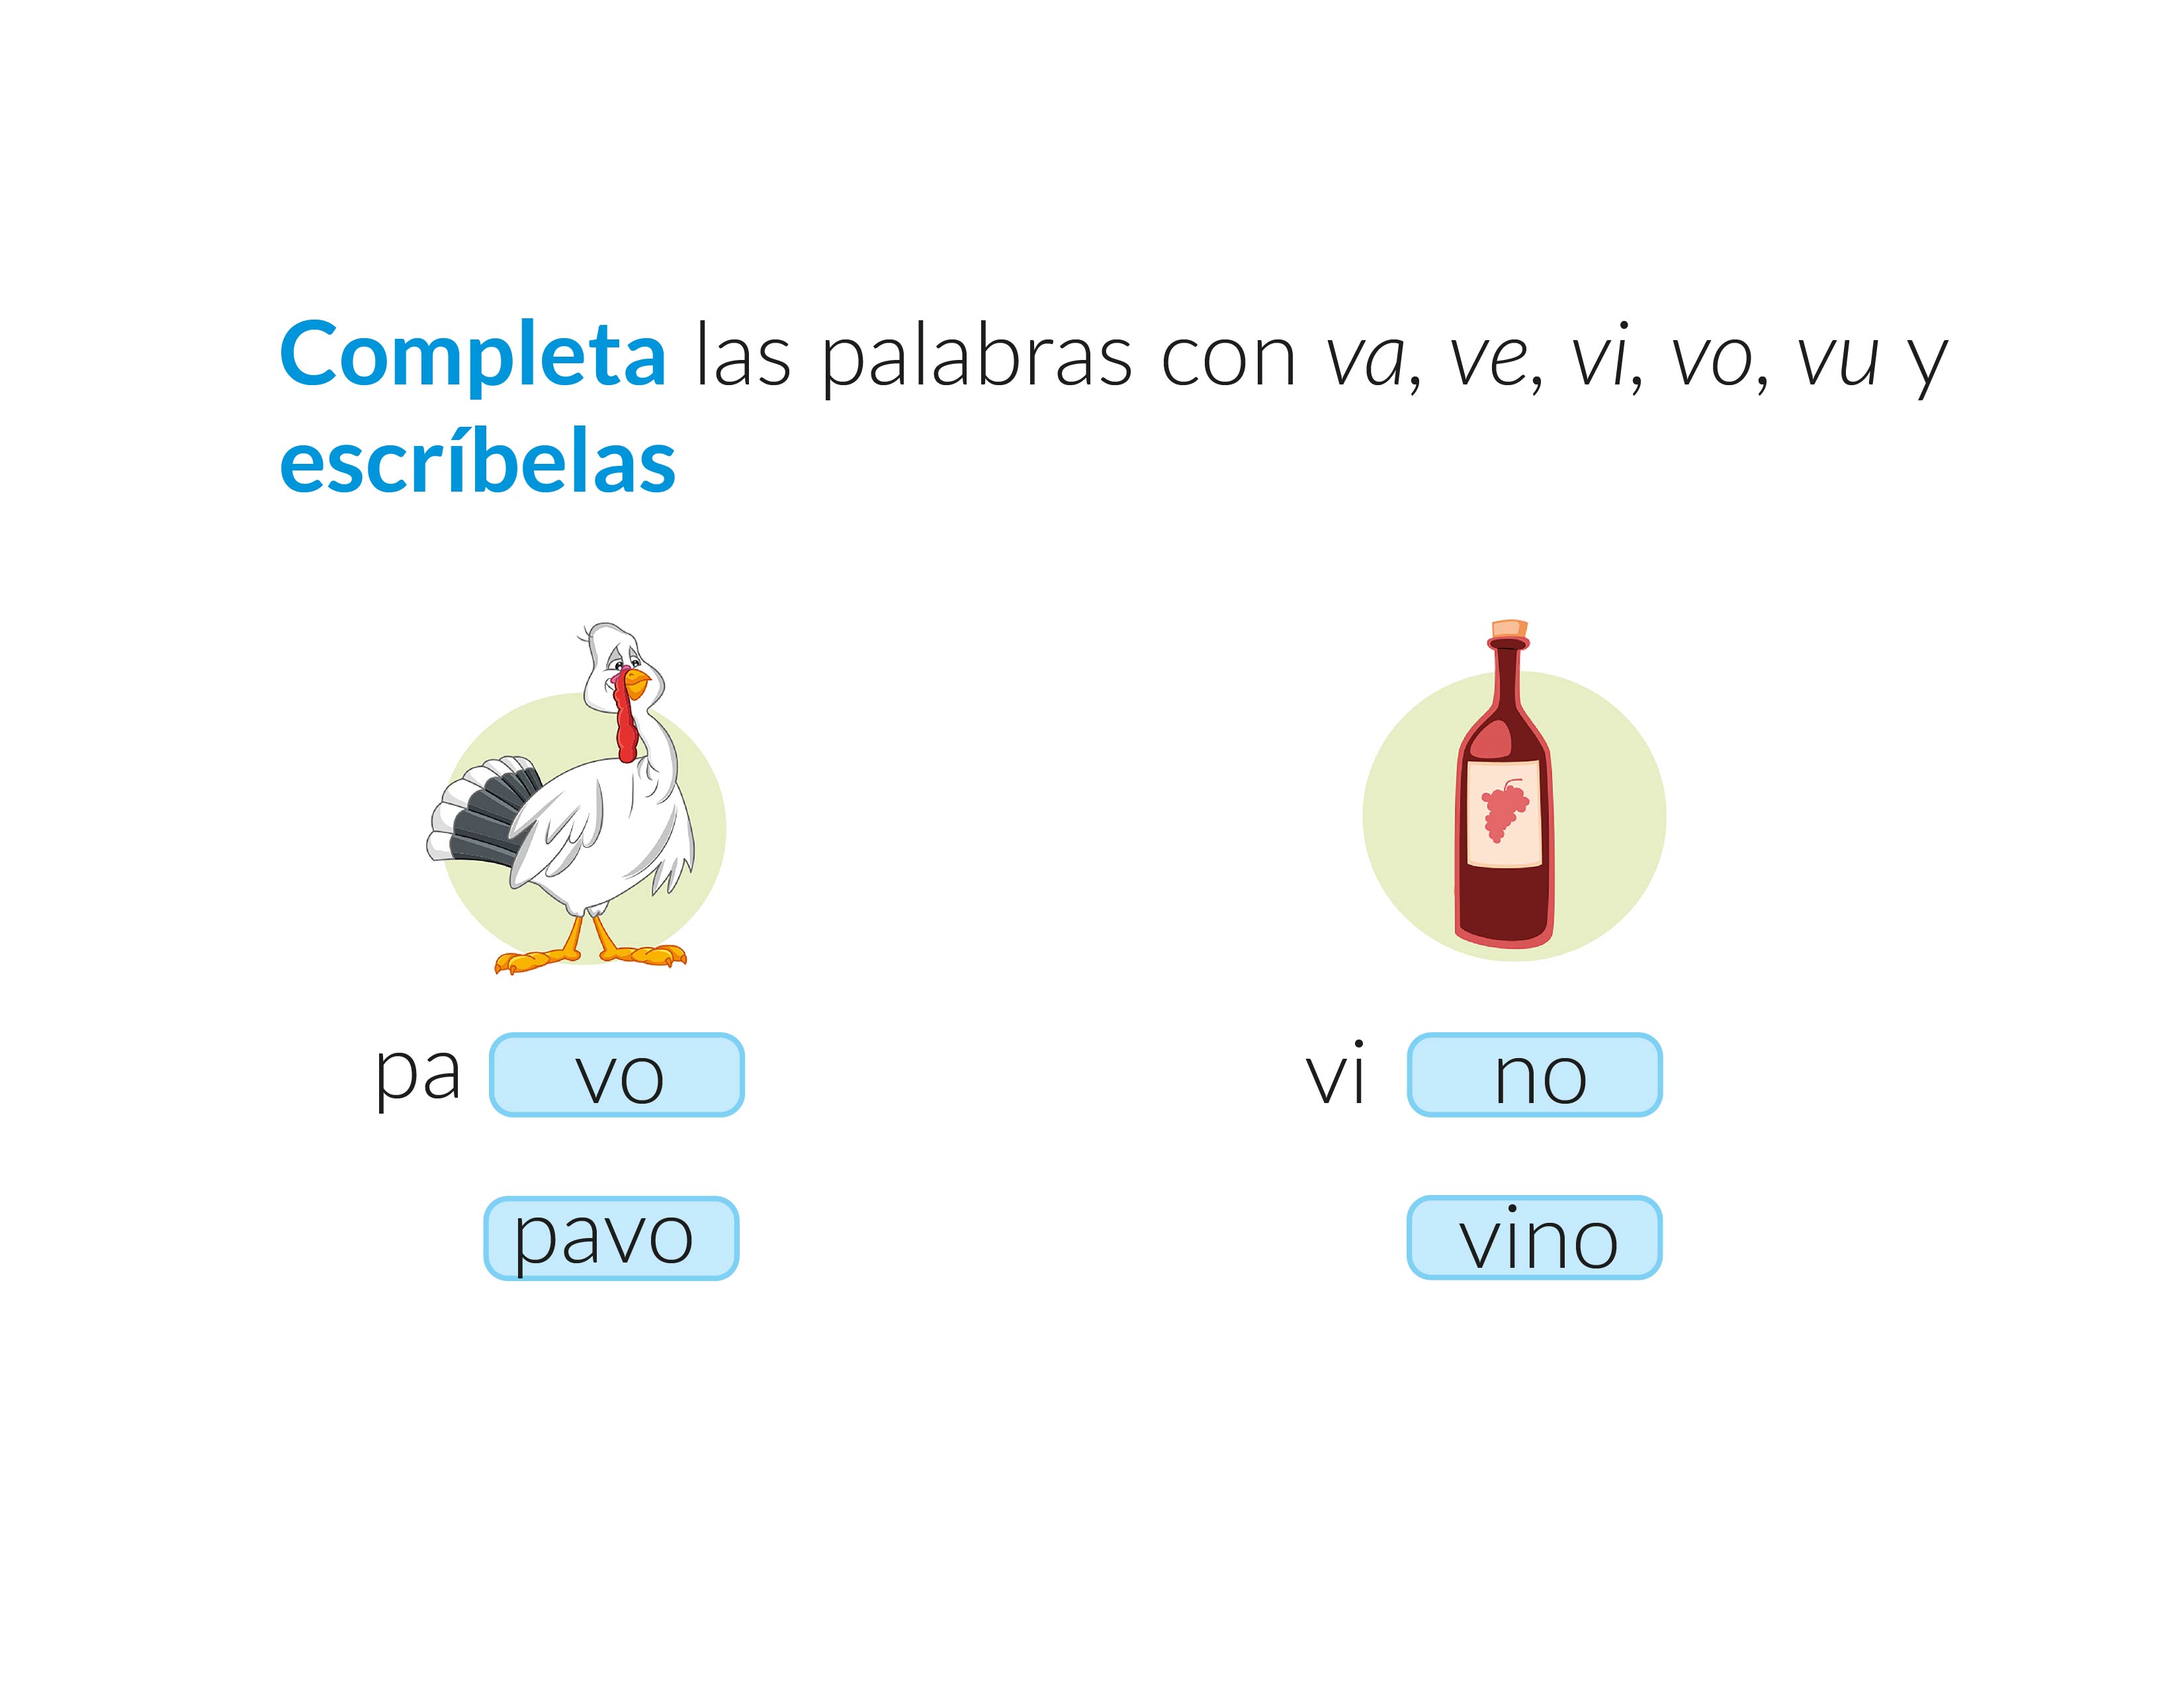 Completa las palabras con va, ve, vi, vo, vu y
escríbelas
pa vo
vi no
pavo
vino